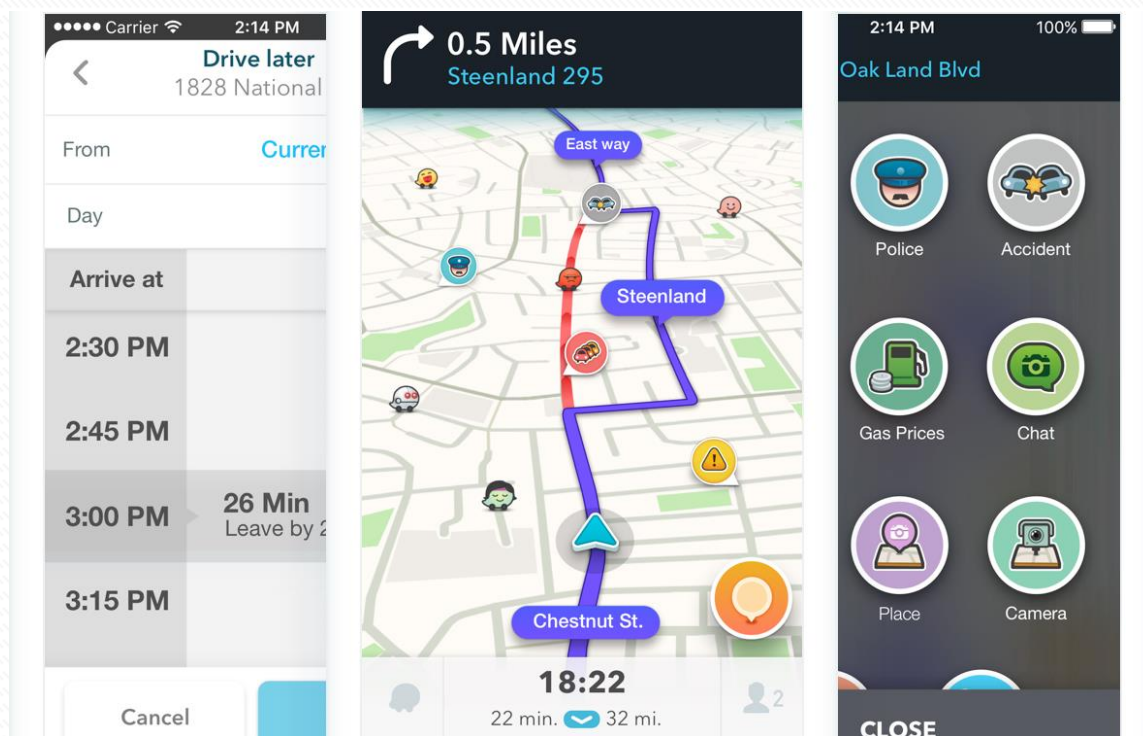 Carrier 2:14 PM
Drive later
1828 National
From Curren
Day
Arrive at
2:30 PM
2:45 PM
3:00 PM 26 Min
Leave by 2
3:15 PM
Cancel
0.5 Miles
Steenland 295
East way
Steenland
Chestnut St.
18:22
2
22 min. 32 mi.
2:14 PM 100%
Oak Land Blvd
Police Accident
Gas Prices Chat
Place Camera
CLOSE